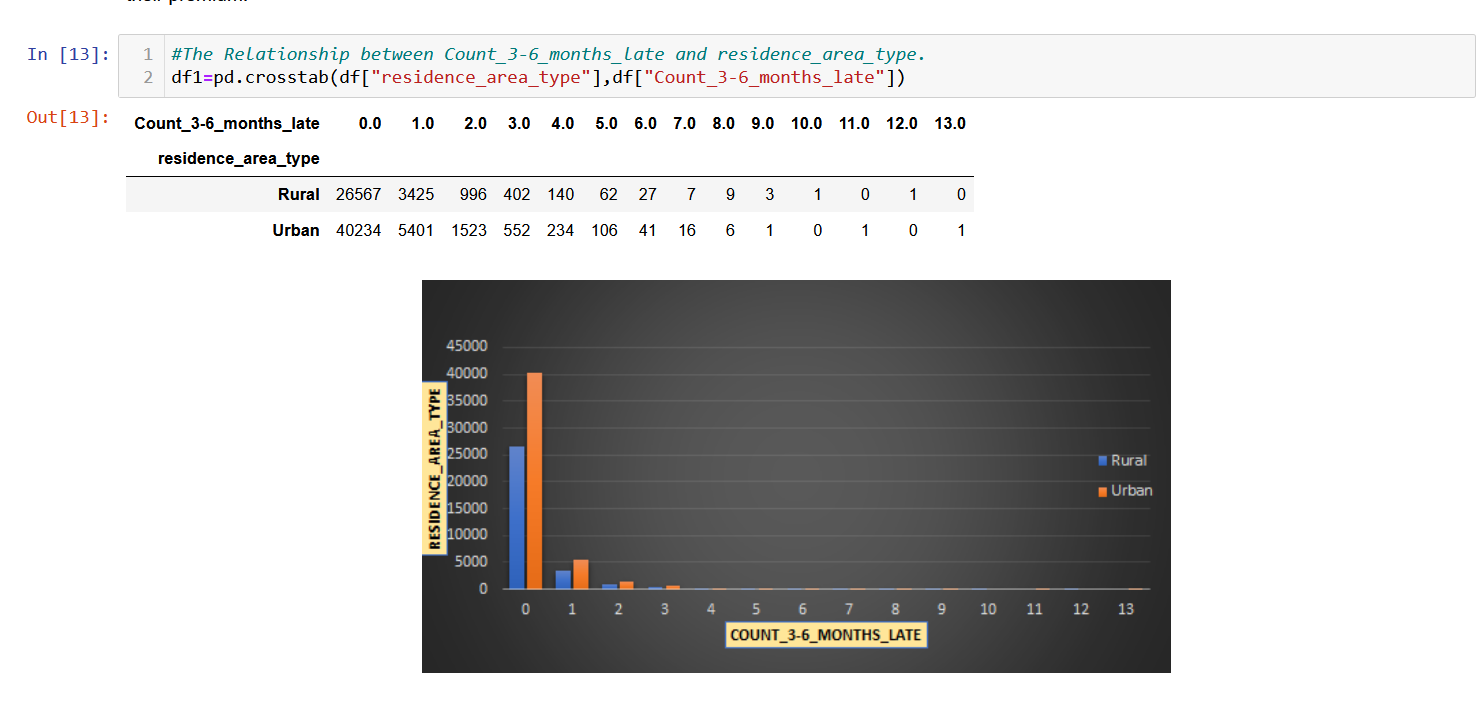 their premium.
In [13]: 1 #The Relationship between Count_3-6_months_late and residence_area_type.
2 df1=pd.crosstab(df["residence_area_type"],df["Count_3-6_months_late"])
Out[13]: Count_3-6_months_late 0.0 1.0 2.0 3.0 4.0 5.0 6.0 7.0 8.0 9.0 10.0 11.0 12.0 13.0
residence_area_type
Rural 26567 3425 996 402 140 62 27 7 9 3 1 0 1 0
Urban 40234 5401 1523 552 234 106 41 16 6 1 0 1 0 1
45000
40000
35000
30000
25000
20000
15000
10000
5000
0
RESIDENCE_AREA_TYPE
Rural
Urban
0 1 2 3 4 5 6 7 8 9 10 11 12 13
COUNT_3-6_MONTHS_LATE